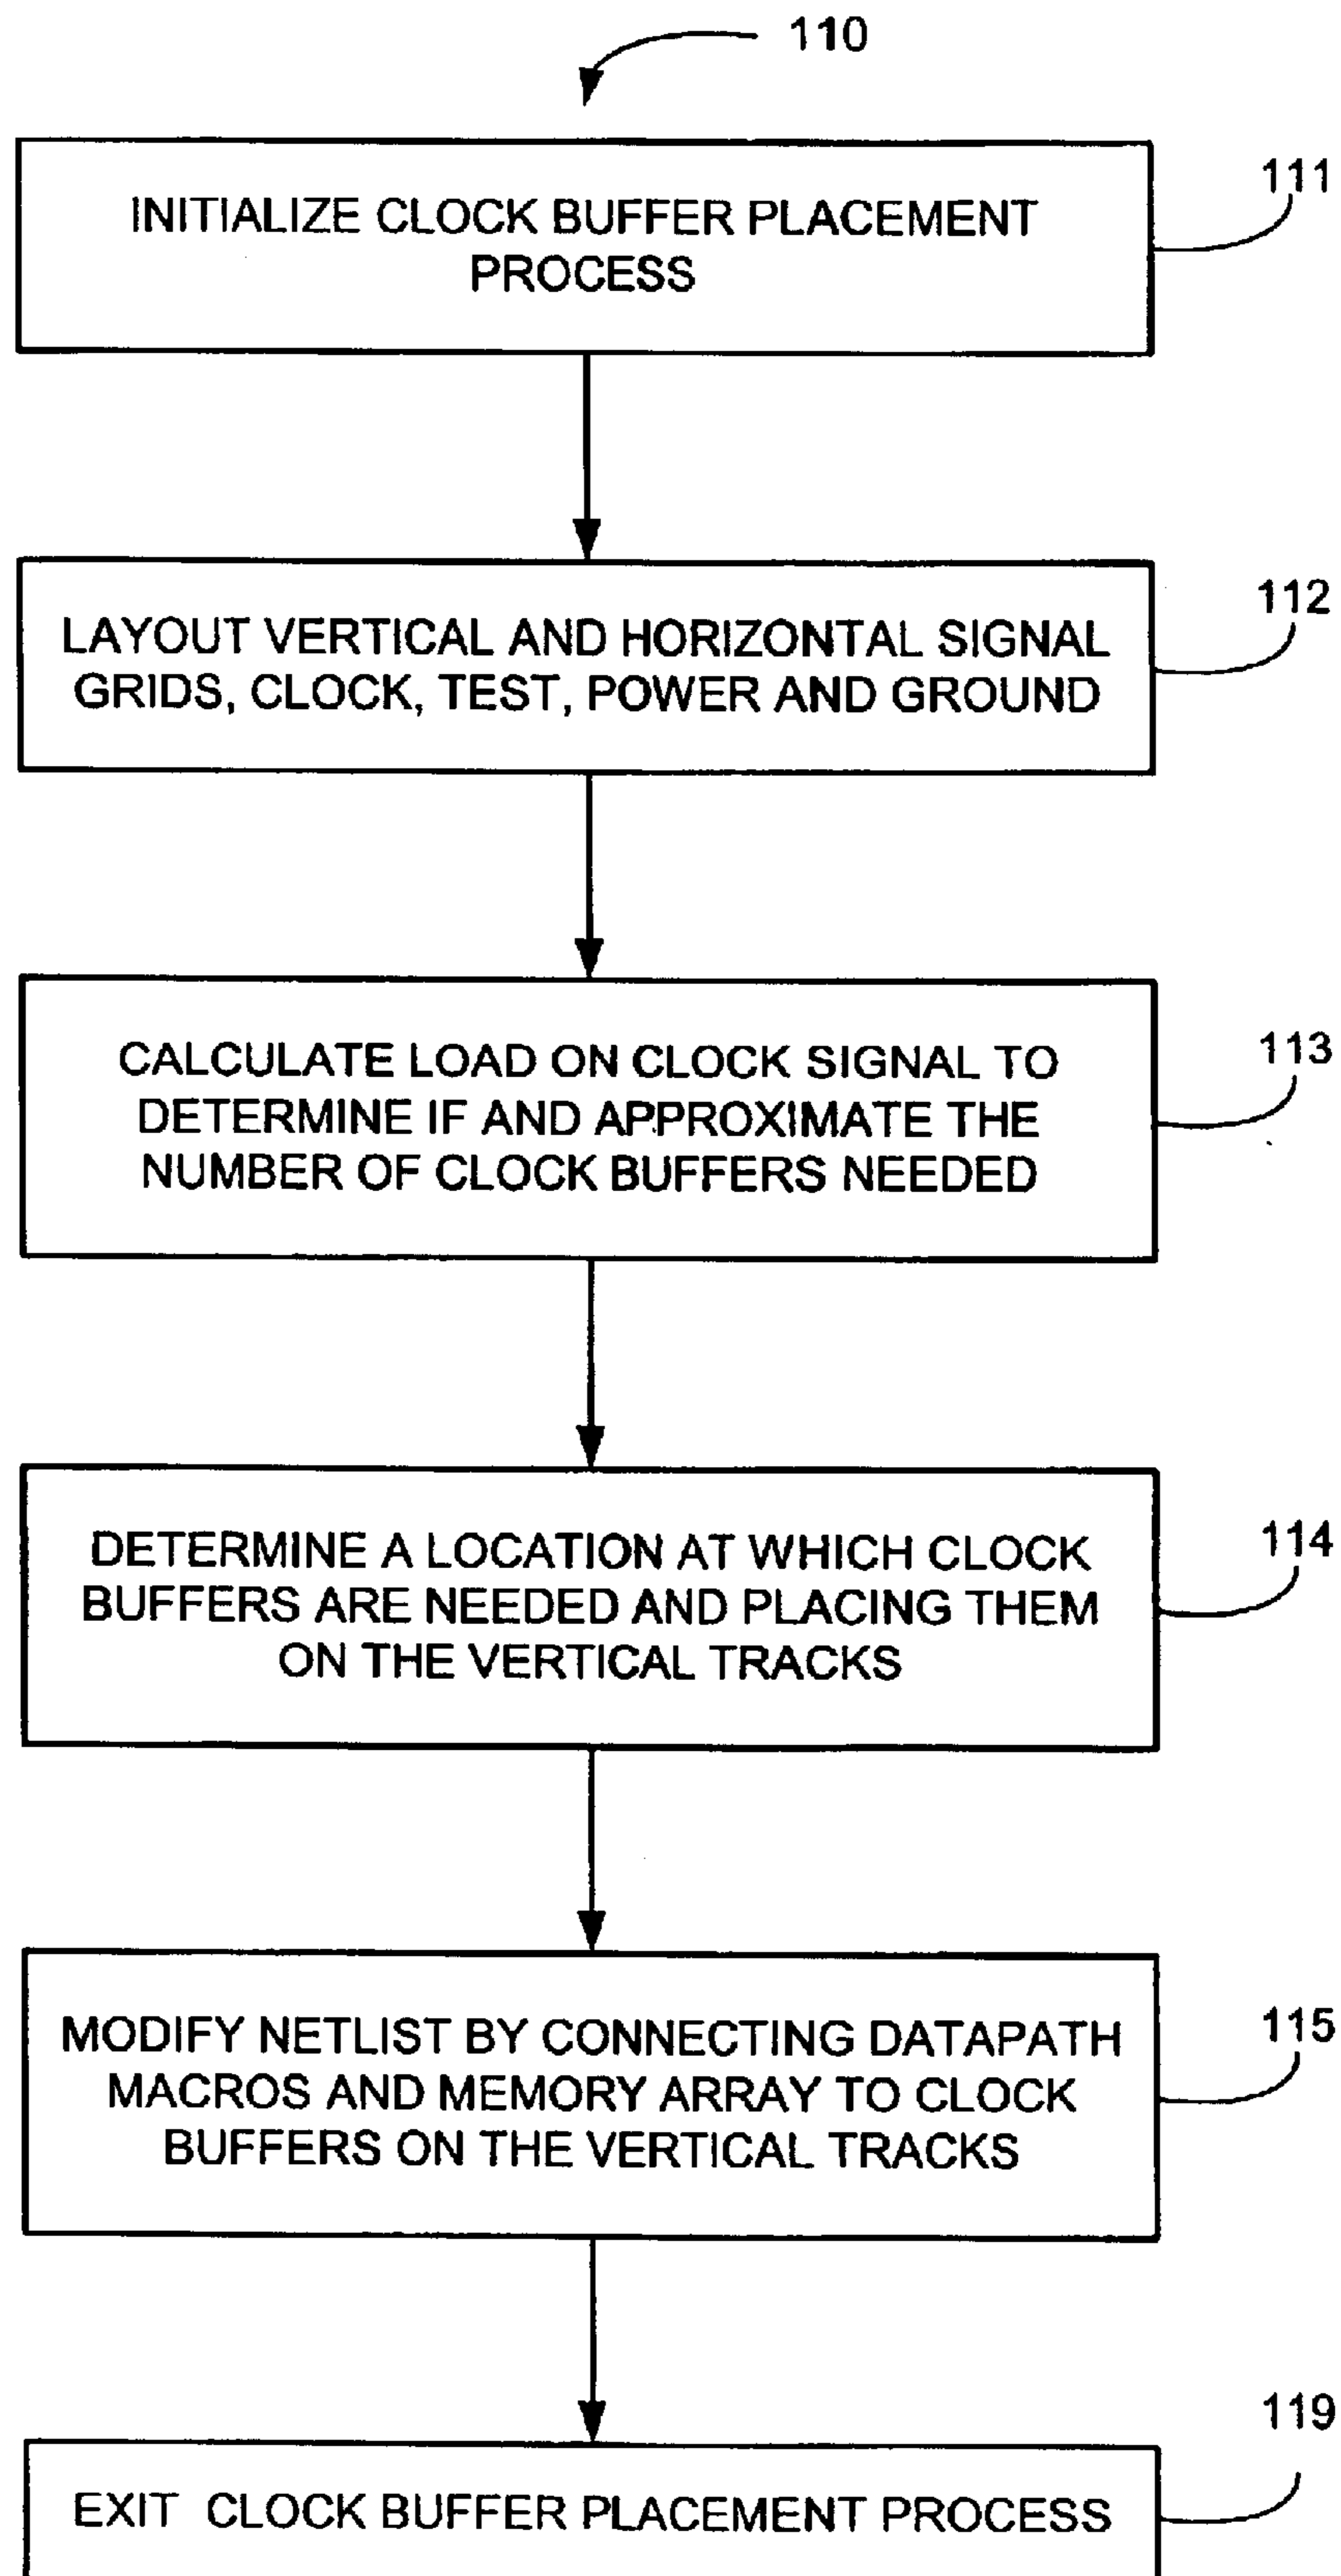 110
111
INITIALIZE CLOCK BUFFER PLACEMENT
PROCESS
112
LAYOUT VERTICAL AND HORIZONTAL SIGNAL
GRIDS, CLOCK, TEST, POWER AND GROUND
113
CALCULATE LOAD ON CLOCK SIGNAL TO
DETERMINE IF AND APPROXIMATE THE
NUMBER OF CLOCK BUFFERS NEEDED
114
DETERMINE A LOCATION AT WHICH CLOCK
BUFFERS ARE NEEDED AND PLACING THEM
ON THE VERTICAL TRACKS
115
MODIFY NETLIST BY CONNECTING DATAPATH
MACROS AND MEMORY ARRAY TO CLOCK
BUFFERS ON THE VERTICAL TRACKS
119
EXIT CLOCK BUFFER PLACEMENT PROCESS